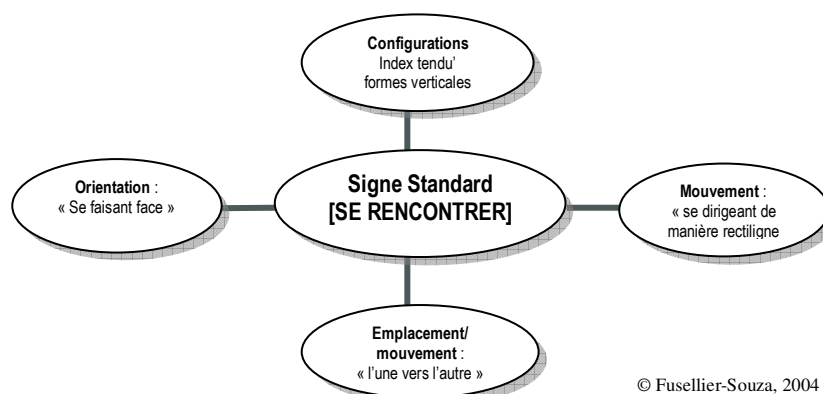 Configurations
Index tendu’
formes verticales
Orientation :
« Se faisant face »
Signe Standard
[SE RENCONTRER]
Mouvement :
« se dirigeant de
manière rectiligne
Emplacement/
mouvement :
« l’une vers l’autre »
© Fusellier-Souza, 2004